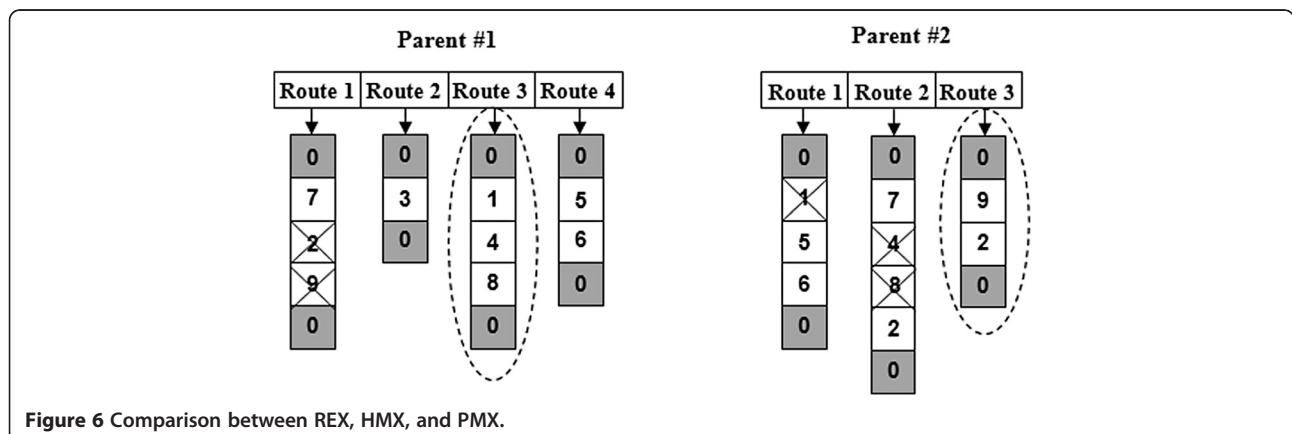 Parent #1
Parent #2
Route 1 Route 2 Route 3 Route 4
Route 1 Route 2 Route 3
0 0 0 0
0 0 0
7 3 1 5
1 7 9
2 0 4 6
5 4 2
9 8 0
6 8 0
0 0
0 2
0
Figure 6 Comparison between REX, HMX, and PMX.